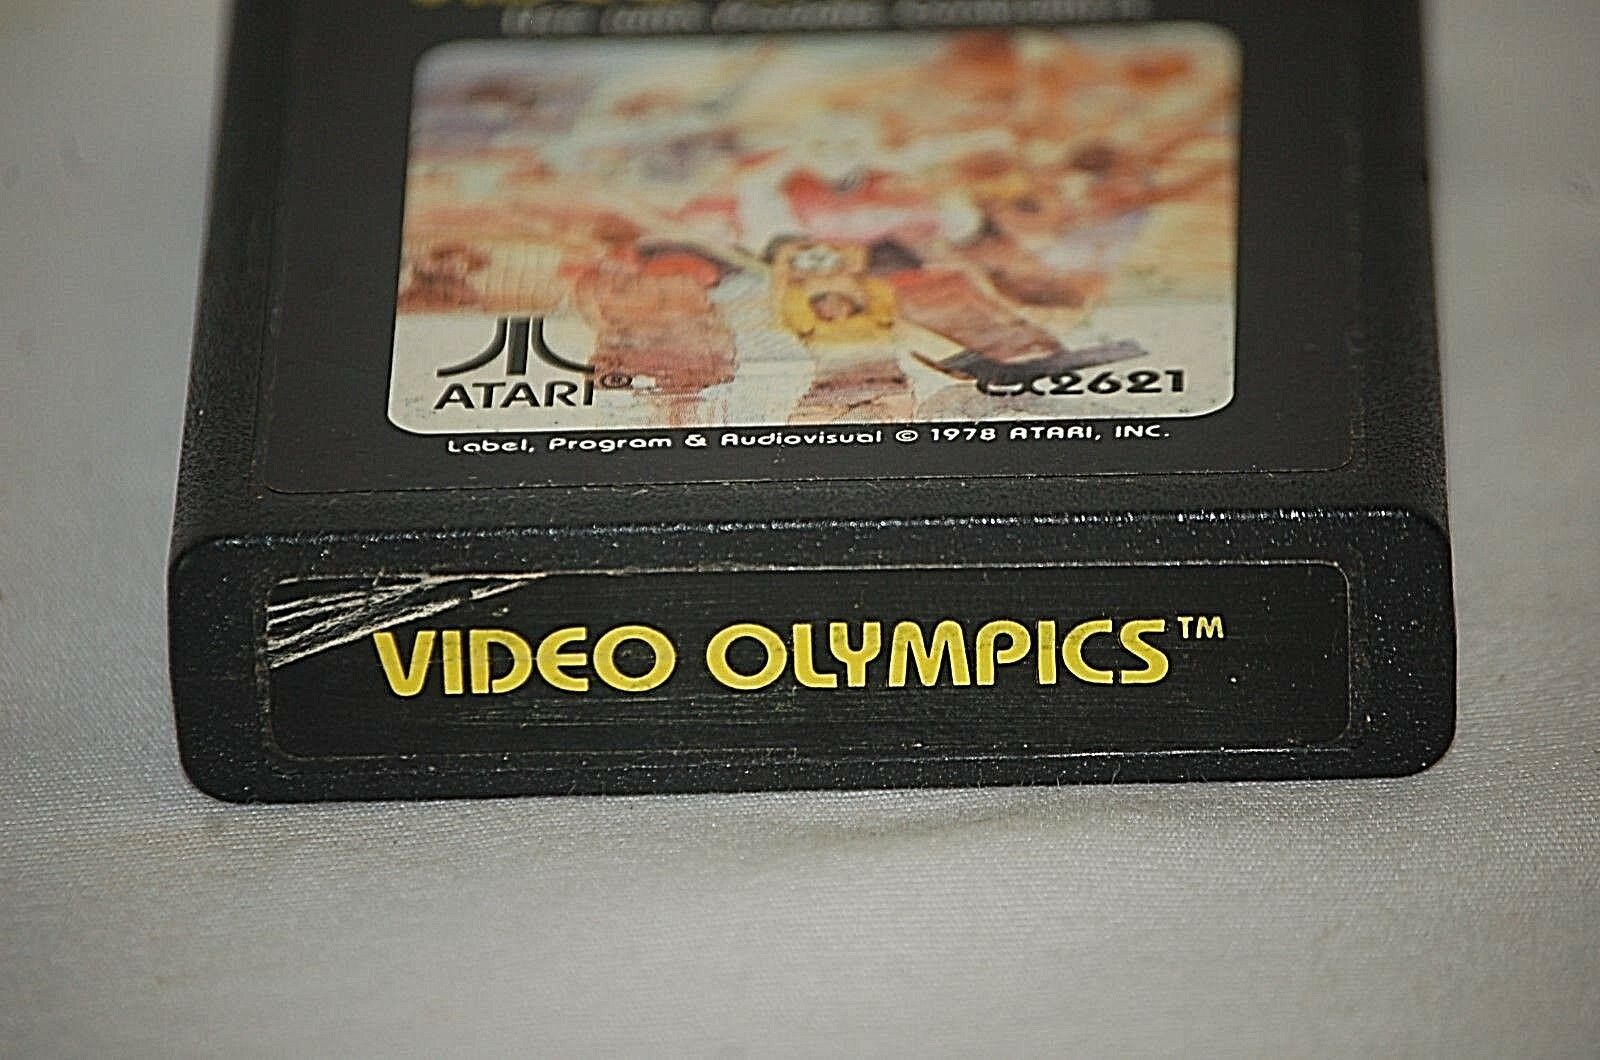 ATARI®
CX2621
Label, Program & Audiovisual © 1978 ATARI, INC.
VIDEO OLYMPICS™